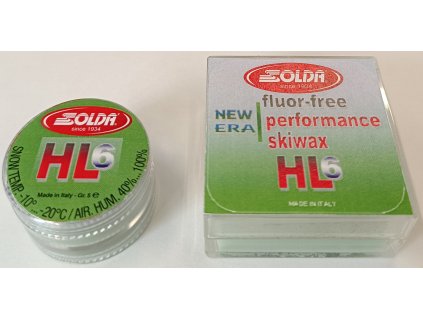 SOLDA
since 1934
HL6
Made in Italy - Gr. 5 e
SNOW TEMP. -10° -20°C / AIR. HUM. 40%..100%
SOLDA
since 1934
NEW
ERA
fluor-free
performance
skiwax
HL6
MADE IN ITALY